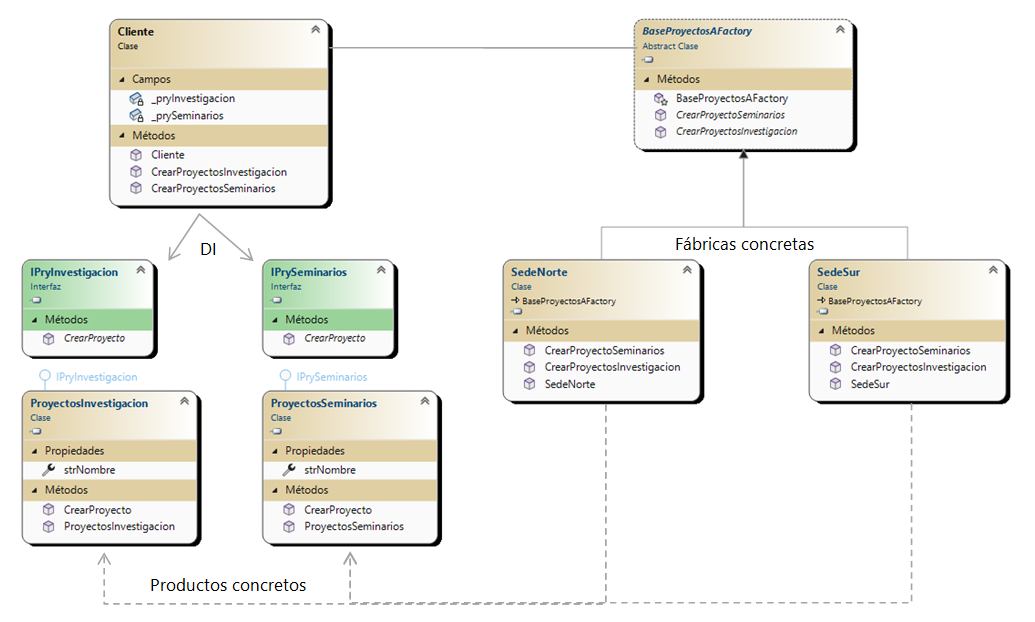 Cliente
Clase
Campos
_pryInvestigacion
_prySeminarios
Métodos
Cliente
CrearProyectosInvestigacion
CrearProyectosSeminarios
BaseProyectosAFactory
Abstract Clase
Métodos
BaseProyectosAFactory
CrearProyectoSeminarios
CrearProyectosInvestigacion
DI
Fábricas concretas
IPryInvestigacion
Interfaz
Métodos
CrearProyecto
IPrySeminarios
Interfaz
Métodos
CrearProyecto
SedeNorte
Clase
BaseProyectosAFactory
Métodos
CrearProyectoSeminarios
CrearProyectosInvestigacion
SedeNorte
SedeSur
Clase
BaseProyectosAFactory
Métodos
CrearProyectoSeminarios
CrearProyectosInvestigacion
SedeSur
IPryInvestigacion
ProyectosInvestigacion
Clase
Propiedades
strNombre
Métodos
CrearProyecto
ProyectosInvestigacion
IPrySeminarios
ProyectosSeminarios
Clase
Propiedades
strNombre
Métodos
CrearProyecto
ProyectosSeminarios
Productos concretos